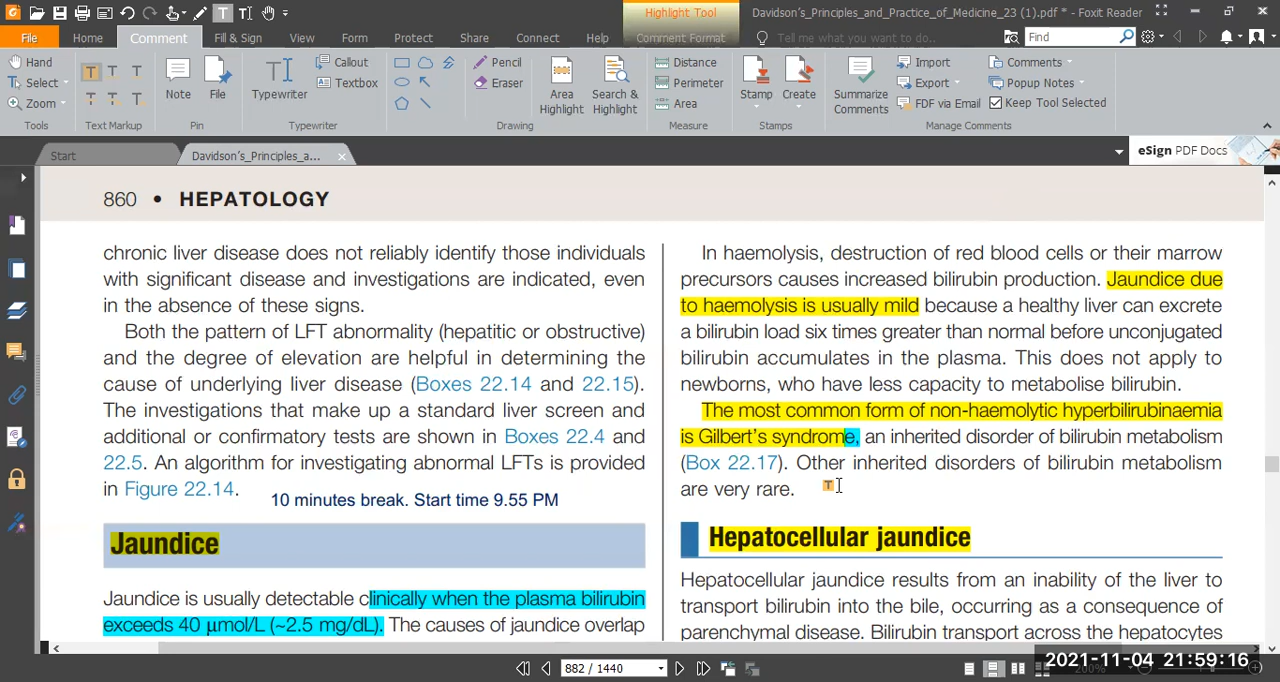 Highlight Tool
Davidson's_Principles_and_Practice_of_Medicine_23 (1).pdf * - Foxit Reader
File
Home
Comment
Fill & Sign
View
Form
Protect
Share
Connect
Help
Comment Format
Tell me what you want to do..
Find
Hand
Select
Zoom
Tools
Text Markup
Note
File
Pin
Typewriter
Callout
Textbox
Typewriter
Pencil
Eraser
Drawing
Area Highlight
Search & Highlight
Distance
Perimeter
Area
Measure
Stamp
Create
Stamps
Summarize Comments
Import
Export
FDF via Email
Comments
Popup Notes
Keep Tool Selected
Manage Comments
Start
Davidson's_Principles_a...
eSign PDF Docs
860 • HEPATOLOGY
chronic liver disease does not reliably identify those individuals
with significant disease and investigations are indicated, even
in the absence of these signs.
Both the pattern of LFT abnormality (hepatitic or obstructive)
and the degree of elevation are helpful in determining the
cause of underlying liver disease (Boxes 22.14 and 22.15).
The investigations that make up a standard liver screen and
additional or confirmatory tests are shown in Boxes 22.4 and
22.5. An algorithm for investigating abnormal LFTs is provided
in Figure 22.14.
10 minutes break. Start time 9.55 PM
Jaundice
Jaundice is usually detectable clinically when the plasma bilirubin
exceeds 40 μmol/L (~2.5 mg/dL). The causes of jaundice overlap
In haemolysis, destruction of red blood cells or their marrow
precursors causes increased bilirubin production. Jaundice due
to haemolysis is usually mild because a healthy liver can excrete
a bilirubin load six times greater than normal before unconjugated
bilirubin accumulates in the plasma. This does not apply to
newborns, who have less capacity to metabolise bilirubin.
The most common form of non-haemolytic hyperbilirubinaemia
is Gilbert's syndrome, an inherited disorder of bilirubin metabolism
(Box 22.17). Other inherited disorders of bilirubin metabolism
are very rare.
Hepatocellular jaundice
Hepatocellular jaundice results from an inability of the liver to
transport bilirubin into the bile, occurring as a consequence of
parenchymal disease. Bilirubin transport across the hepatocytes
882 / 1440
200%
2021-11-04 21:59:16